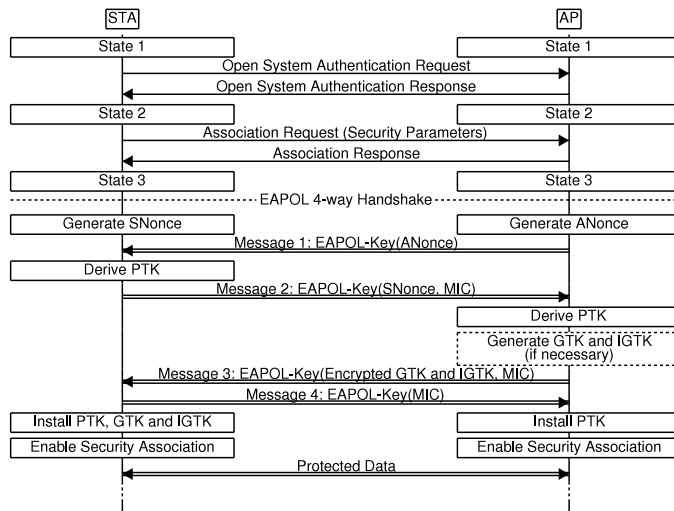 STA AP
State 1 State 1
Open System Authentication Request
Open System Authentication Response
State 2 State 2
Association Request (Security Parameters)
Association Response
State 3 State 3
EAPOL 4-way Handshake
Generate SNonce Generate ANonce
Message 1: EAPOL-Key(ANonce)
Derive PTK
Message 2: EAPOL-Key(SNonce, MIC)
Derive PTK
Generate GTK and IGTK
(if necessary)
Message 3: EAPOL-Key(Encrypted GTK and IGTK, MIC)
Message 4: EAPOL-Key(MIC)
Install PTK, GTK and IGTK Install PTK
Enable Security Association Enable Security Association
Protected Data